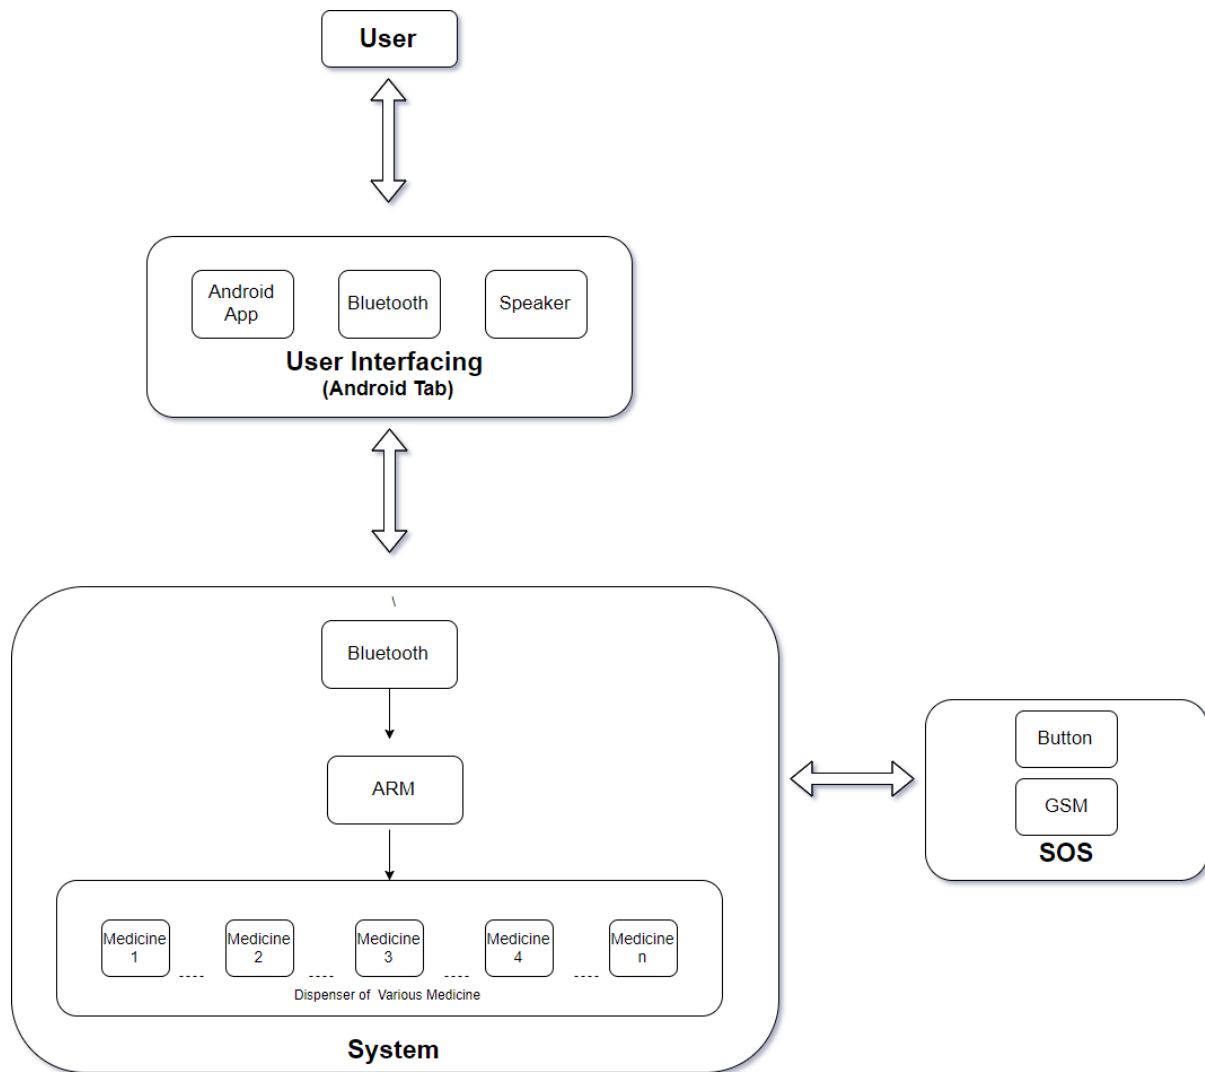 User
Android
App
Bluetooth
Speaker
User Interfacing
(Android Tab)
\
Bluetooth
ARM
Button
GSM
SOS
Medicine
1
Medicine
2
Medicine
3
Medicine
4
Medicine
n
.... .... .... ....
Dispenser of Various Medicine
System